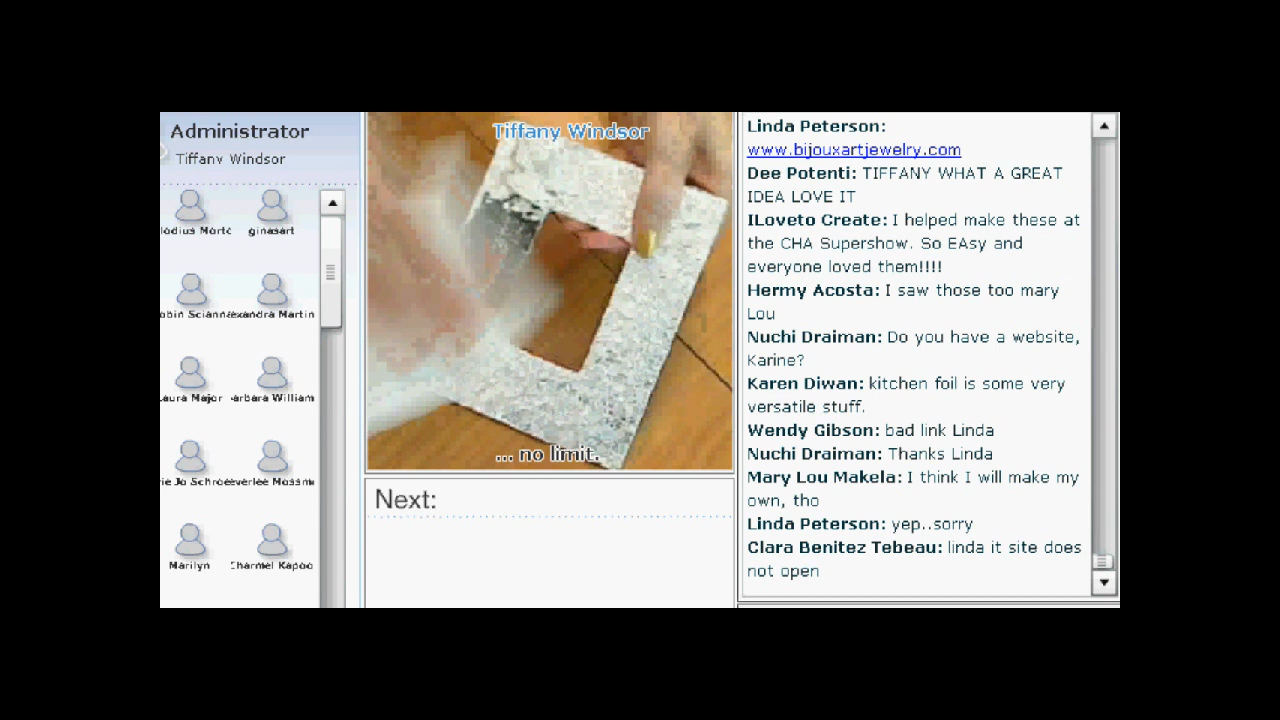 Administrator
Tiffany Windsor
ginasart
Laura Major
Marilyn
Tiffany Windsor
... no limit.
Next:
Linda Peterson:
www.bijouxartjewelry.com
Dee Potenti: TIFFANY WHAT A GREAT
IDEA LOVE IT
ILoveto Create: I helped make these at
the CHA Supershow. So EAsy and
everyone loved them!!!!
Hermy Acosta: I saw those too mary
Lou
Nuchi Draiman: Do you have a website,
Karine?
Karen Diwan: kitchen foil is some very
versatile stuff.
Wendy Gibson: bad link Linda
Nuchi Draiman: Thanks Linda
Mary Lou Makela: I think I will make my
own, tho
Linda Peterson: yep..sorry
Clara Benitez Tebeau: linda it site does
not open